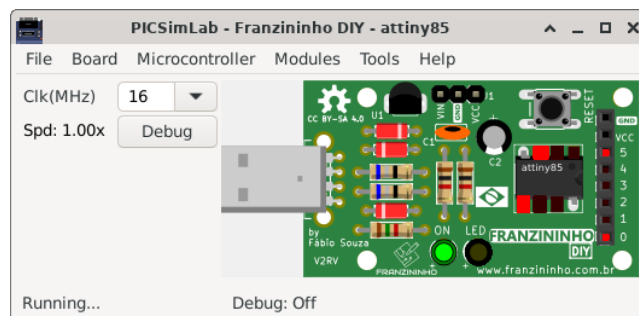 PICSimLab - Franzininho DIY - attiny85
File Board Microcontroller Modules Tools Help
Clk(MHz) 16
Spd: 1.00x Debug
CC BY-SA 4.0
U1
VIN
GND
VCC
J1
RESET
GND
VCC
5
4
3
2
1
0
C1
C2
attiny85
by
Fábio Souza
V2RV
FRANZININHO
ON LED
FRANZININHO
DIY
www.franzininho.com.br
Running... Debug: Off